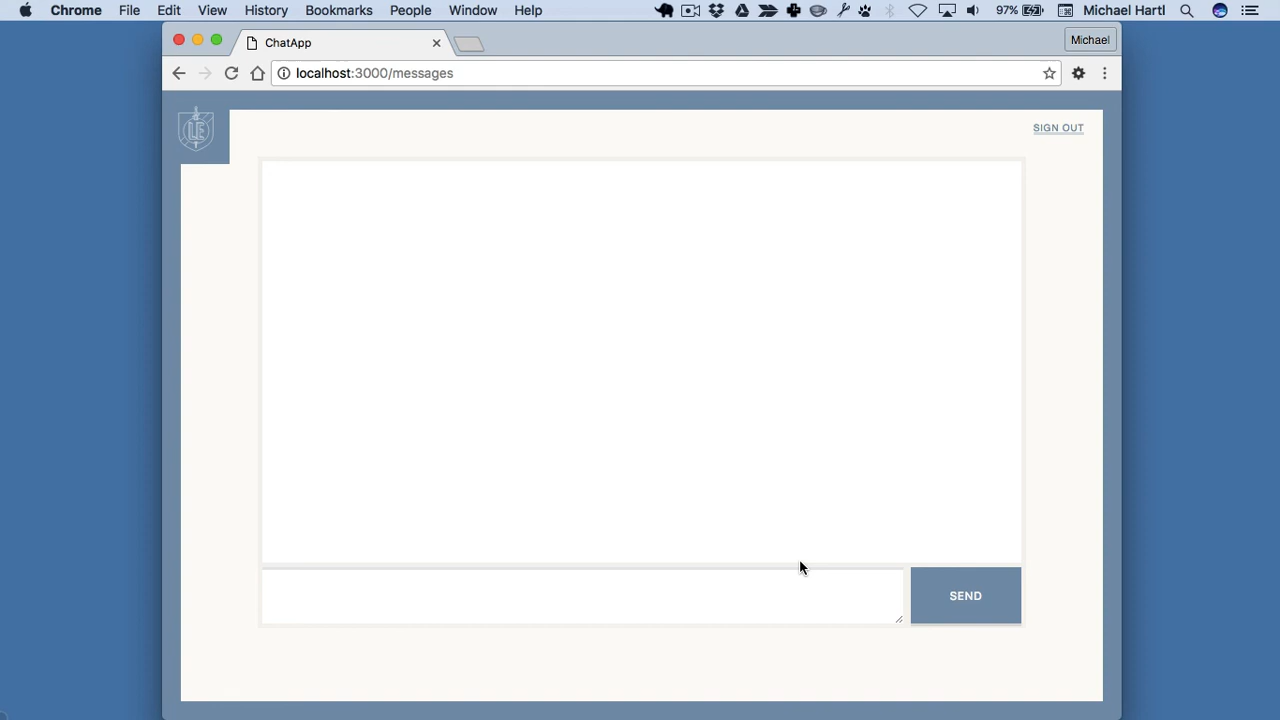 Chrome File Edit View History Bookmarks People Window Help 97% Michael Hartl
ChatApp
Michael
localhost:3000/messages
LE
SIGN OUT
SEND